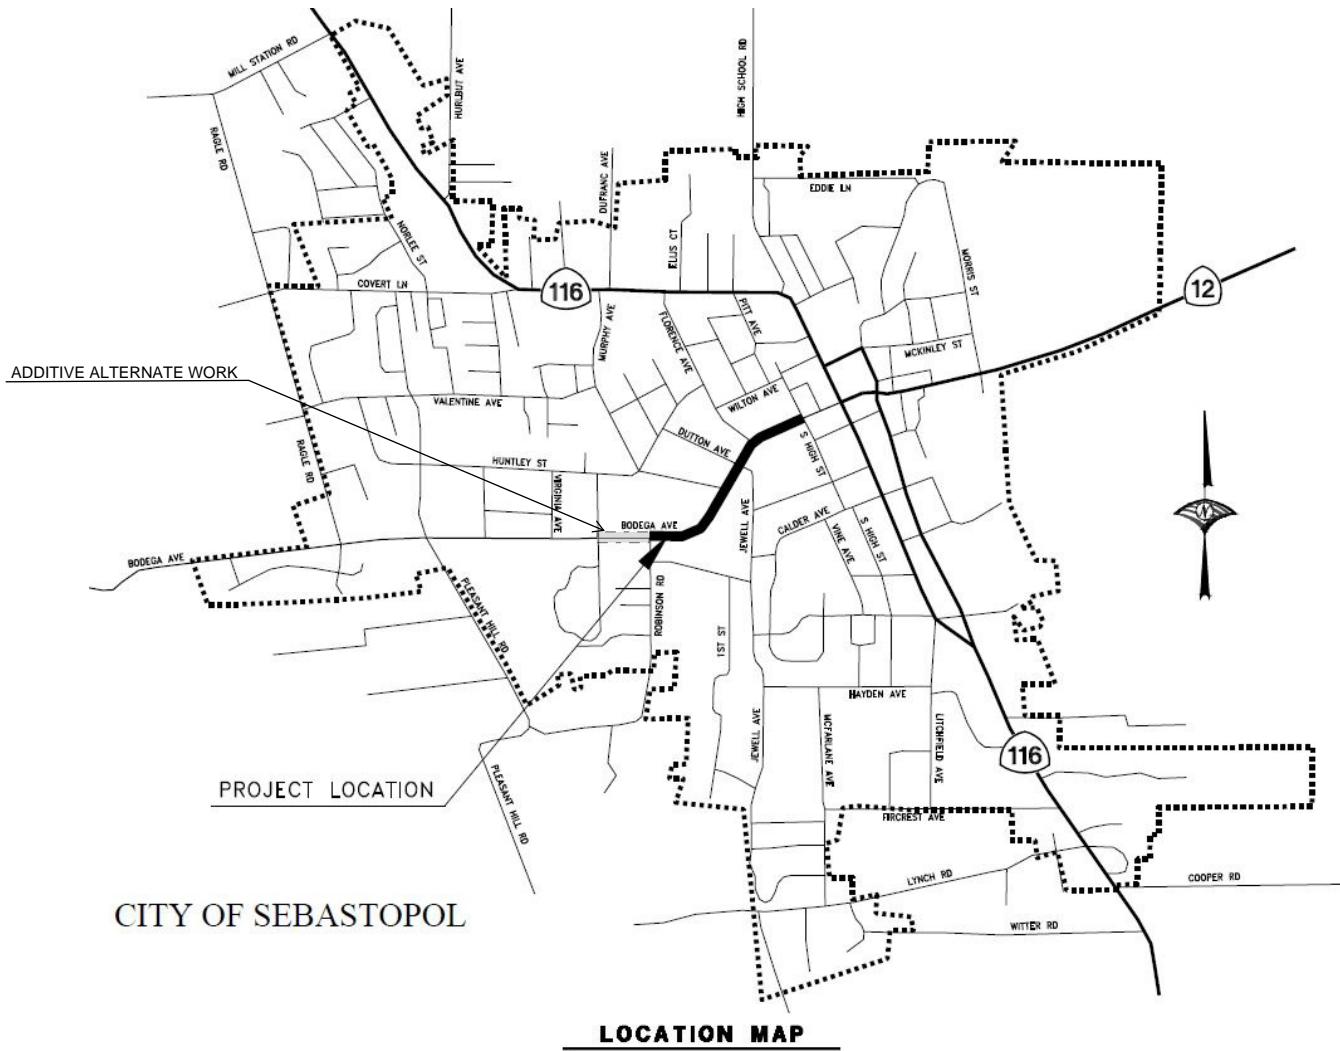 MILL STATION RD
HURLBUT AVE
HIGH SCHOOL RD
RAGLE RD
DUFRANC AVE
EDDIE LN
NORLEE ST
ELLIS CT
MORRIS ST
COVERT LN
116
12
PITT AVE
MURPHY AVE
FLORENCE AVE
MCKINLEY ST
ADDITIVE ALTERNATE WORK
VALENTINE AVE
WILTON AVE
DUTTON AVE
S HIGH ST
RAGLE RD
HUNTLEY ST
VIRGINIA AVE
BODEGA AVE
JEWELL AVE
CALDER AVE
VINE AVE
S HIGH ST
N
BODEGA AVE
PLEASANT HILL RD
ROBINSON RD
1ST ST
HAYDEN AVE
JEWELL AVE
MCFARLANE AVE
LITCHFIELD AVE
116
PROJECT LOCATION
PLEASANT HILL RD
FIRCREST AVE
LYNCH RD
COOPER RD
CITY OF SEBASTOPOL
WITTER RD
LOCATION MAP